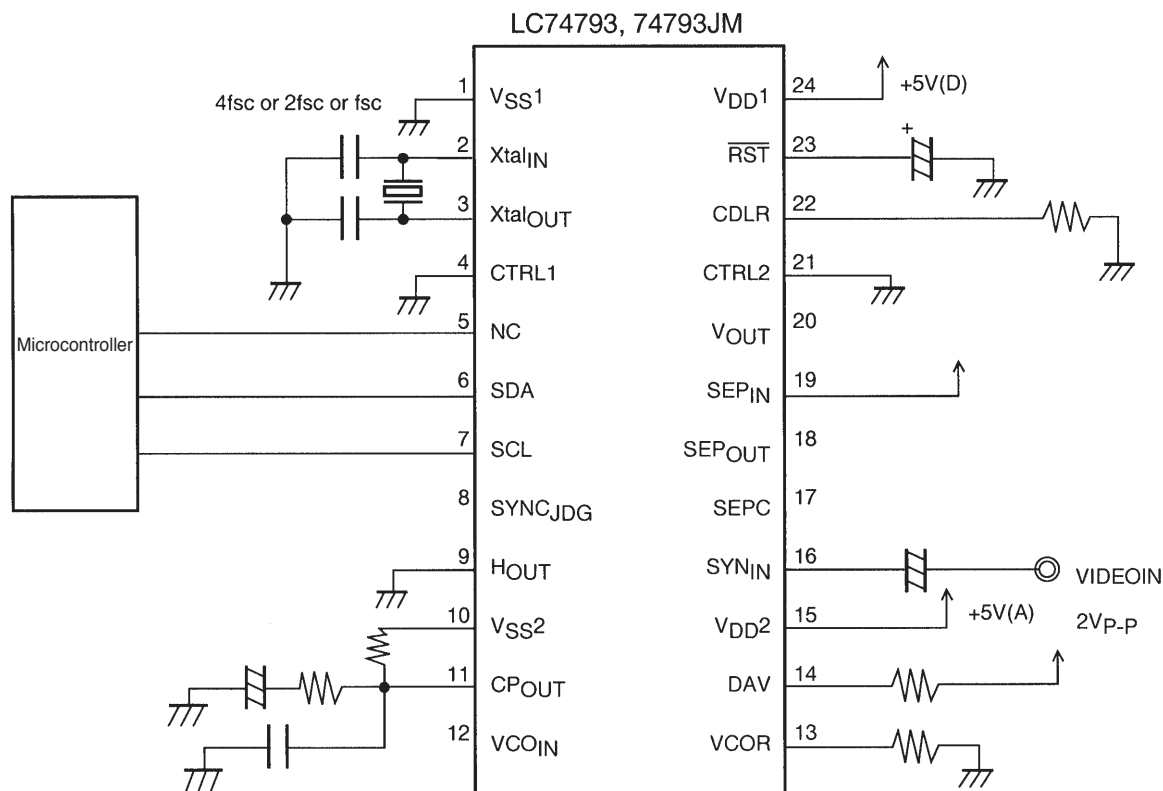 LC74793, 74793JM
1 VSS1
VDD1 24
+5V(D)
4fsc or 2fsc or fsc
2 XtalIN
RST 23
+
3 XtalOUT
CDLR 22
4 CTRL1
CTRL2 21
Microcontroller
5 NC
VOUT 20
6 SDA
SEPIN 19
7 SCL
SEPOUT 18
8 SYNCJDG
SEPC 17
9 HOUT
SYNIN 16
VIDEOIN
10 VSS2
VDD2 15
+5V(A)
2VP-P
11 CPOUT
DAV 14
12 VCOIN
VCOR 13